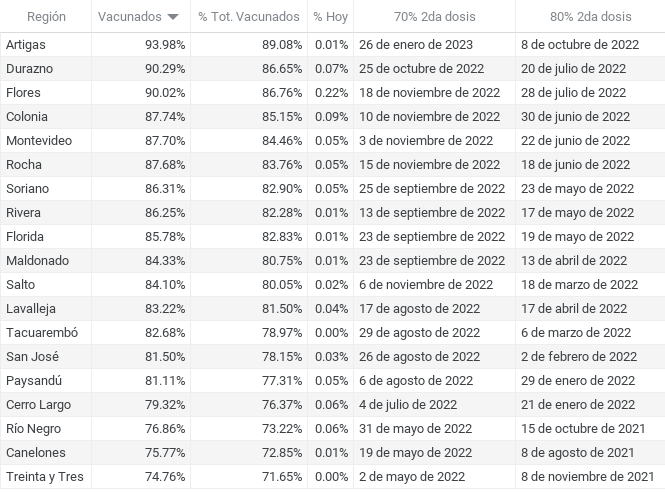 Región Vacunados % Tot. Vacunados % Hoy 70% 2da dosis 80% 2da dosis
Artigas 93.98% 89.08% 0.01% 26 de enero de 2023 8 de octubre de 2022
Durazno 90.29% 86.65% 0.07% 25 de octubre de 2022 20 de julio de 2022
Flores 90.02% 86.76% 0.22% 18 de noviembre de 2022 28 de julio de 2022
Colonia 87.74% 85.15% 0.09% 10 de noviembre de 2022 30 de junio de 2022
Montevideo 87.70% 84.46% 0.05% 3 de noviembre de 2022 22 de junio de 2022
Rocha 87.68% 83.76% 0.05% 15 de noviembre de 2022 18 de junio de 2022
Soriano 86.31% 82.90% 0.05% 25 de septiembre de 2022 23 de mayo de 2022
Rivera 86.25% 82.28% 0.01% 13 de septiembre de 2022 17 de mayo de 2022
Florida 85.78% 82.83% 0.01% 23 de septiembre de 2022 19 de mayo de 2022
Maldonado 84.33% 80.75% 0.01% 23 de septiembre de 2022 13 de abril de 2022
Salto 84.10% 80.05% 0.02% 6 de noviembre de 2022 18 de marzo de 2022
Lavalleja 83.22% 81.50% 0.04% 17 de agosto de 2022 17 de abril de 2022
Tacuarembó 82.68% 78.97% 0.00% 29 de agosto de 2022 6 de marzo de 2022
San José 81.50% 78.15% 0.03% 26 de agosto de 2022 2 de febrero de 2022
Paysandú 81.11% 77.31% 0.05% 6 de agosto de 2022 29 de enero de 2022
Cerro Largo 79.32% 76.37% 0.06% 4 de julio de 2022 21 de enero de 2022
Río Negro 76.86% 73.22% 0.06% 31 de mayo de 2022 15 de octubre de 2021
Canelones 75.77% 72.85% 0.01% 19 de mayo de 2022 8 de agosto de 2021
Treinta y Tres 74.76% 71.65% 0.00% 2 de mayo de 2022 8 de noviembre de 2021